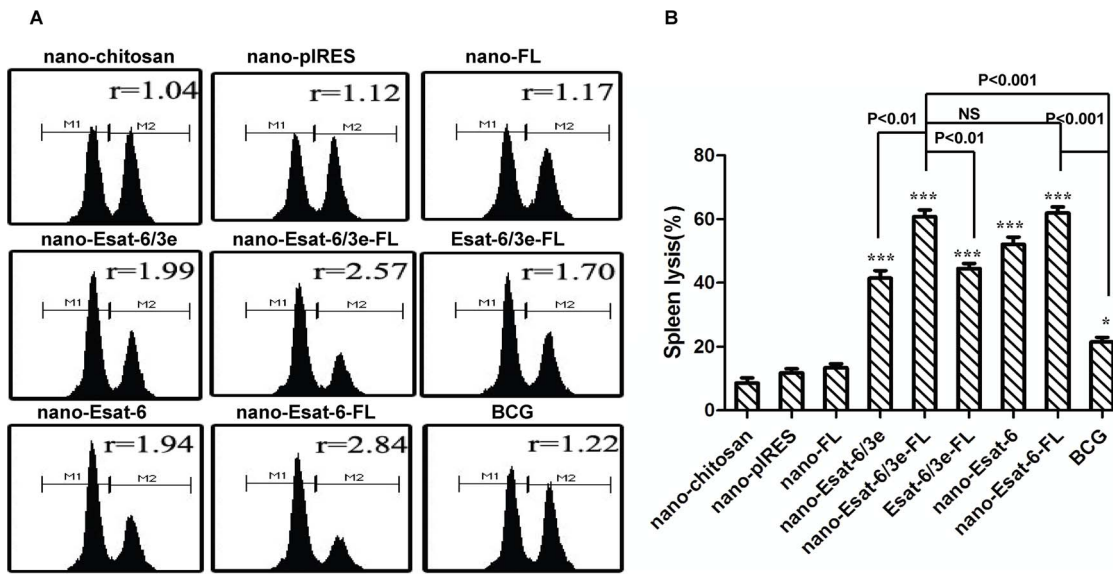 A
nano-chitosan
r=1.04
M1
M2
nano-pIRES
r=1.12
M1
M2
nano-FL
r=1.17
M1
M2
nano-Esat-6/3e
r=1.99
M1
M2
nano-Esat-6/3e-FL
r=2.57
M1
M2
Esat-6/3e-FL
r=1.70
M1
M2
nano-Esat-6
r=1.94
M1
M2
nano-Esat-6-FL
r=2.84
M1
M2
BCG
r=1.22
M1
M2
B
P<0.001
P<0.01
NS
P<0.001
P<0.01
Spleen lysis(%)
80
60
40
20
0
***
***
***
***
***
*
nano-chitosan
nano-pIRES
nano-FL
nano-Esat-6/3e
nano-Esat-6/3e-FL
Esat-6/3e-FL
nano-Esat-6
nano-Esat-6-FL
BCG